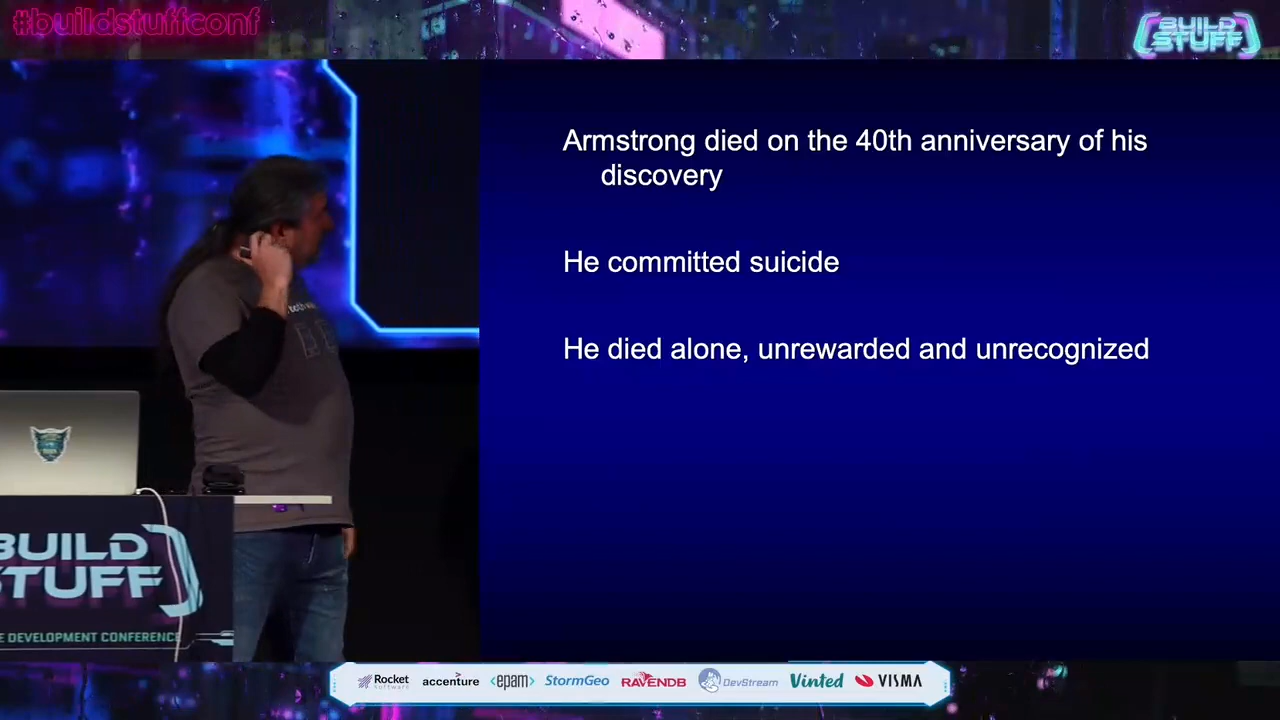 #buildstuffconf
BUILD
STUFF
Armstrong died on the 40th anniversary of his
discovery
He committed suicide
He died alone, unrewarded and unrecognized
BUILD
STUFF
E DEVELOPMENT CONFERENCE
Rocket
software
accenture
<epam>
StormGeo
RAVENDB
DevStream
Vinted
VISMA